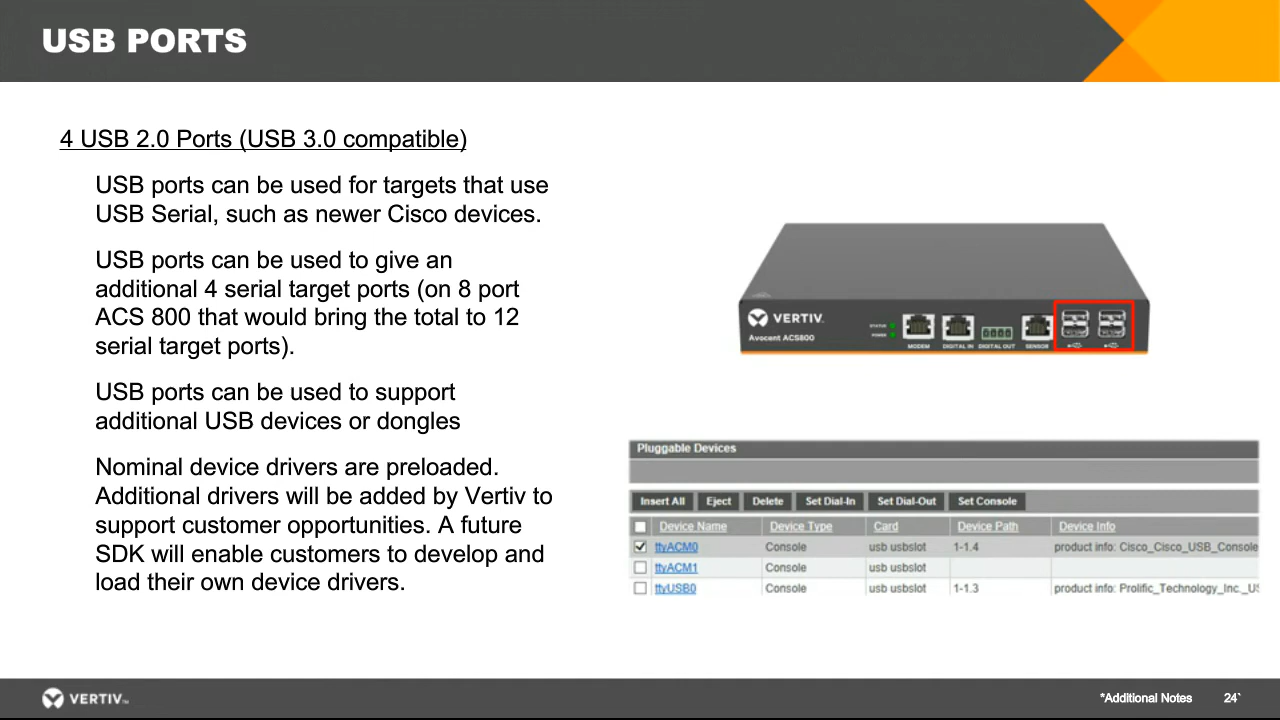 USB PORTS
4 USB 2.0 Ports (USB 3.0 compatible)
USB ports can be used for targets that use
USB Serial, such as newer Cisco devices.
USB ports can be used to give an
additional 4 serial target ports (on 8 port
ACS 800 that would bring the total to 12
serial target ports).
USB ports can be used to support
additional USB devices or dongles
Nominal device drivers are preloaded.
Additional drivers will be added by Vertiv to
support customer opportunities. A future
SDK will enable customers to develop and
load their own device drivers.
VERTIV.
Avocent ACS800
STATUS
POWER
MODEM DIGITAL IN DIGITAL OUT SENSOR
Pluggable Devices
Insert All Eject Delete Set Dial-In Set Dial-Out Set Console
Device Name Device Type Card Device Path Device Info
ttyACM0 Console usb usbslot 1-1.4 product info: Cisco_Cisco_USB_Console
ttyACM1 Console usb usbslot
ttyUSB0 Console usb usbslot 1-1.3 product info: Prolific_Technology_Inc._US
VERTIV™
*Additional Notes 24`